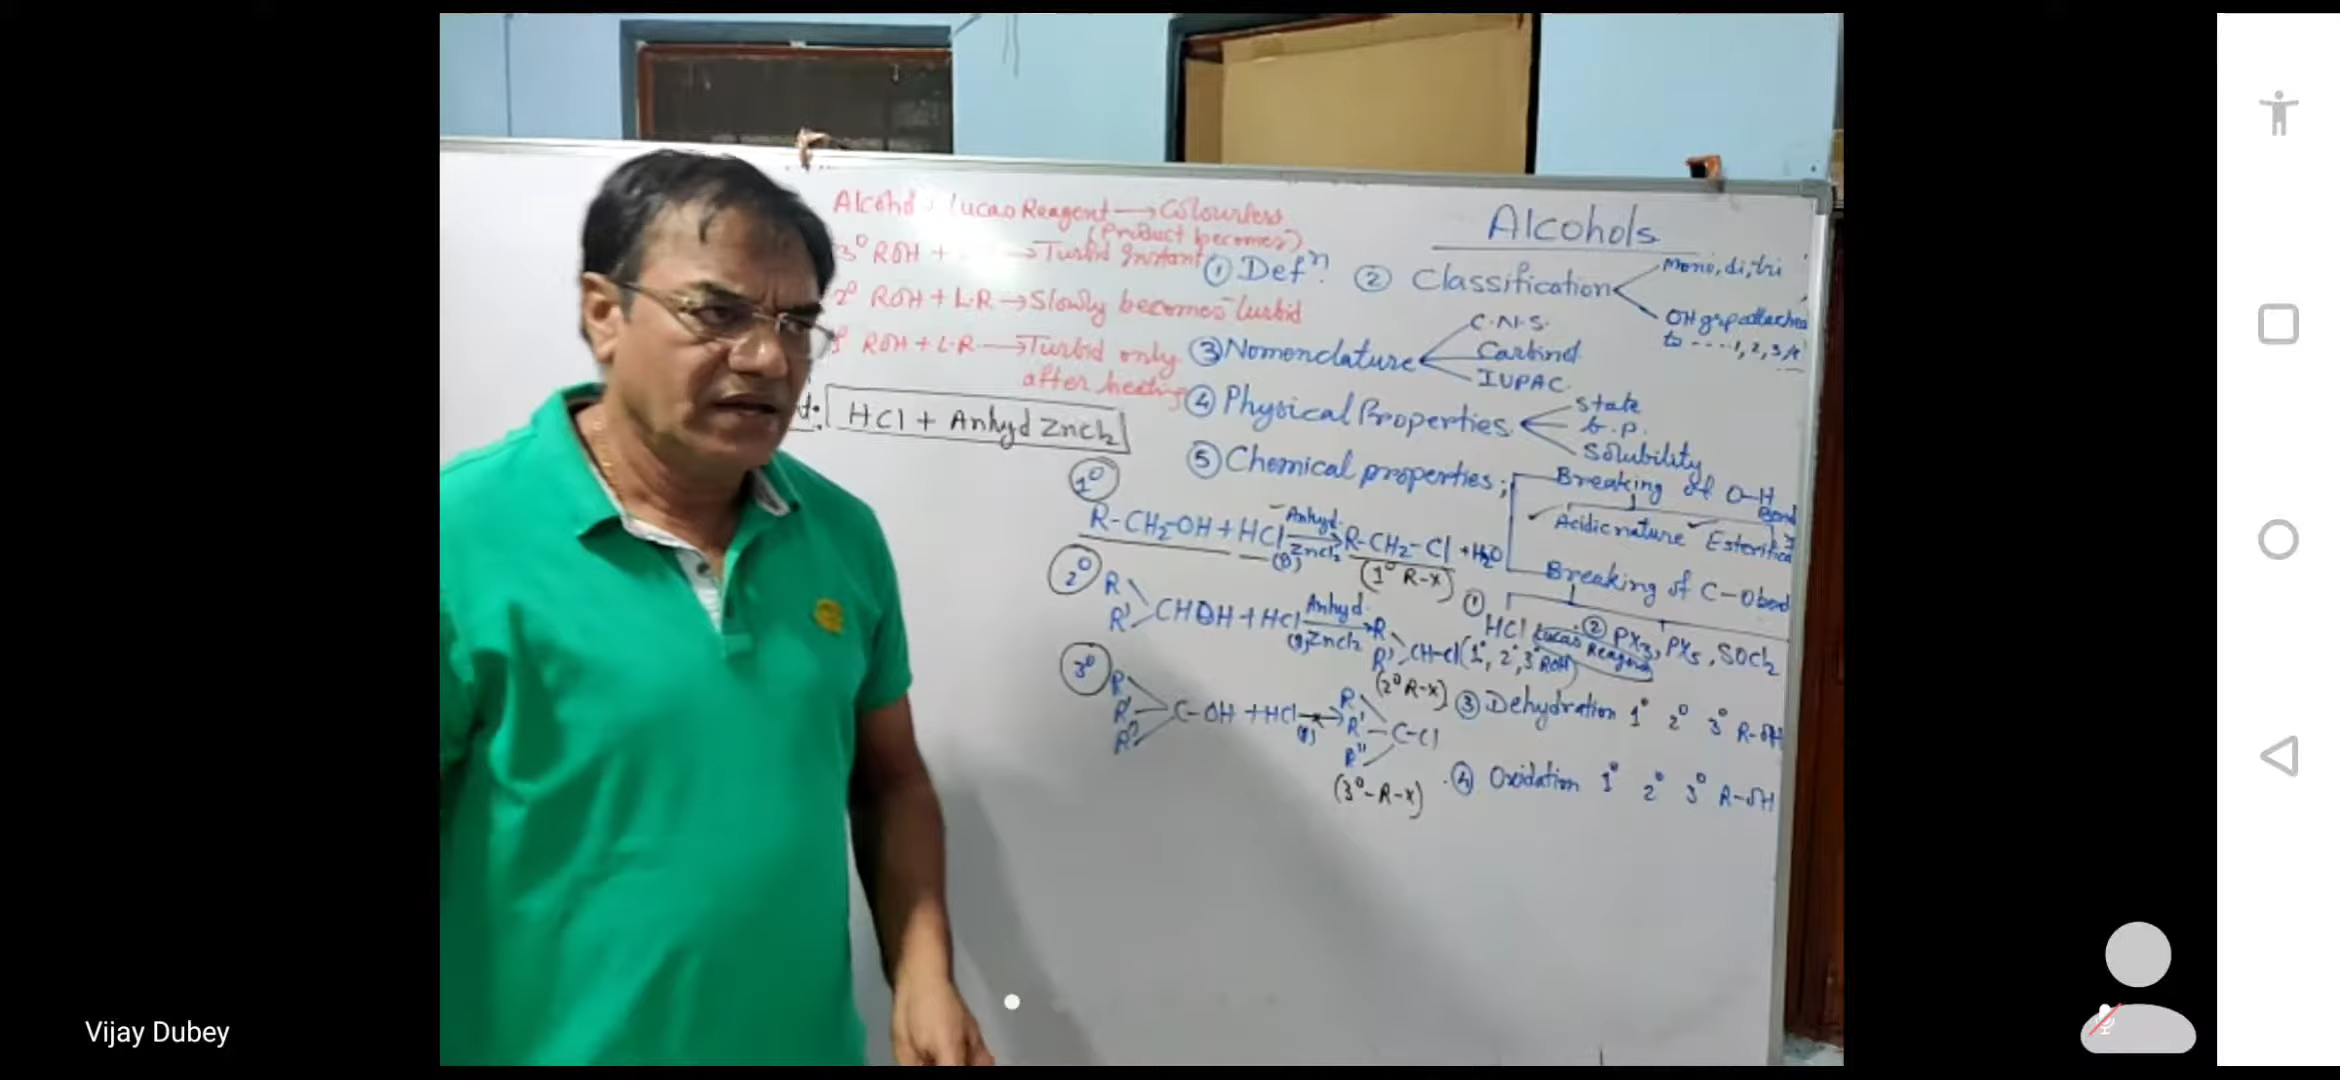 Alcohols
Alcohol + Lucas Reagent → Colourless
(Product becomes)
3° ROH + → Turbid Instant
2° ROH + L.R → Slowly becomes turbid
ROH + L.R → Turbid only
after heating
HCl + Anhyd ZnCl2
① Defⁿ. ② Classification
Mono, di, tri
OH grp attached
to ....1, 2, 3
③ Nomenclature
C.N.S.
Carbinol
IUPAC.
④ Physical Properties
state
b.p.
Solubility
⑤ Chemical properties;
Breaking of O-H
Bond
Acidic nature
Breaking of C-O bond
① HCl Lucas Reagent
(1°, 2°, 3° ROH)
② PX3, PX5, SOCl2
③ Dehydration 1° 2° 3° R-OH
④ Oxidation 1° 2° 3° R-OH
1°
R-CH2-OH + HCl
Anhyd.
ZnCl2
R-CH2-Cl + H2O
(1° R-X)
2°
R
R'
CHOH + HCl
Anhyd.
ZnCl2
R
R'
CH-Cl
(2° R-X)
3°
R
R'
R''
C-OH + HCl →
R
R'
R''
C-Cl
(3°-R-X)
Vijay Dubey